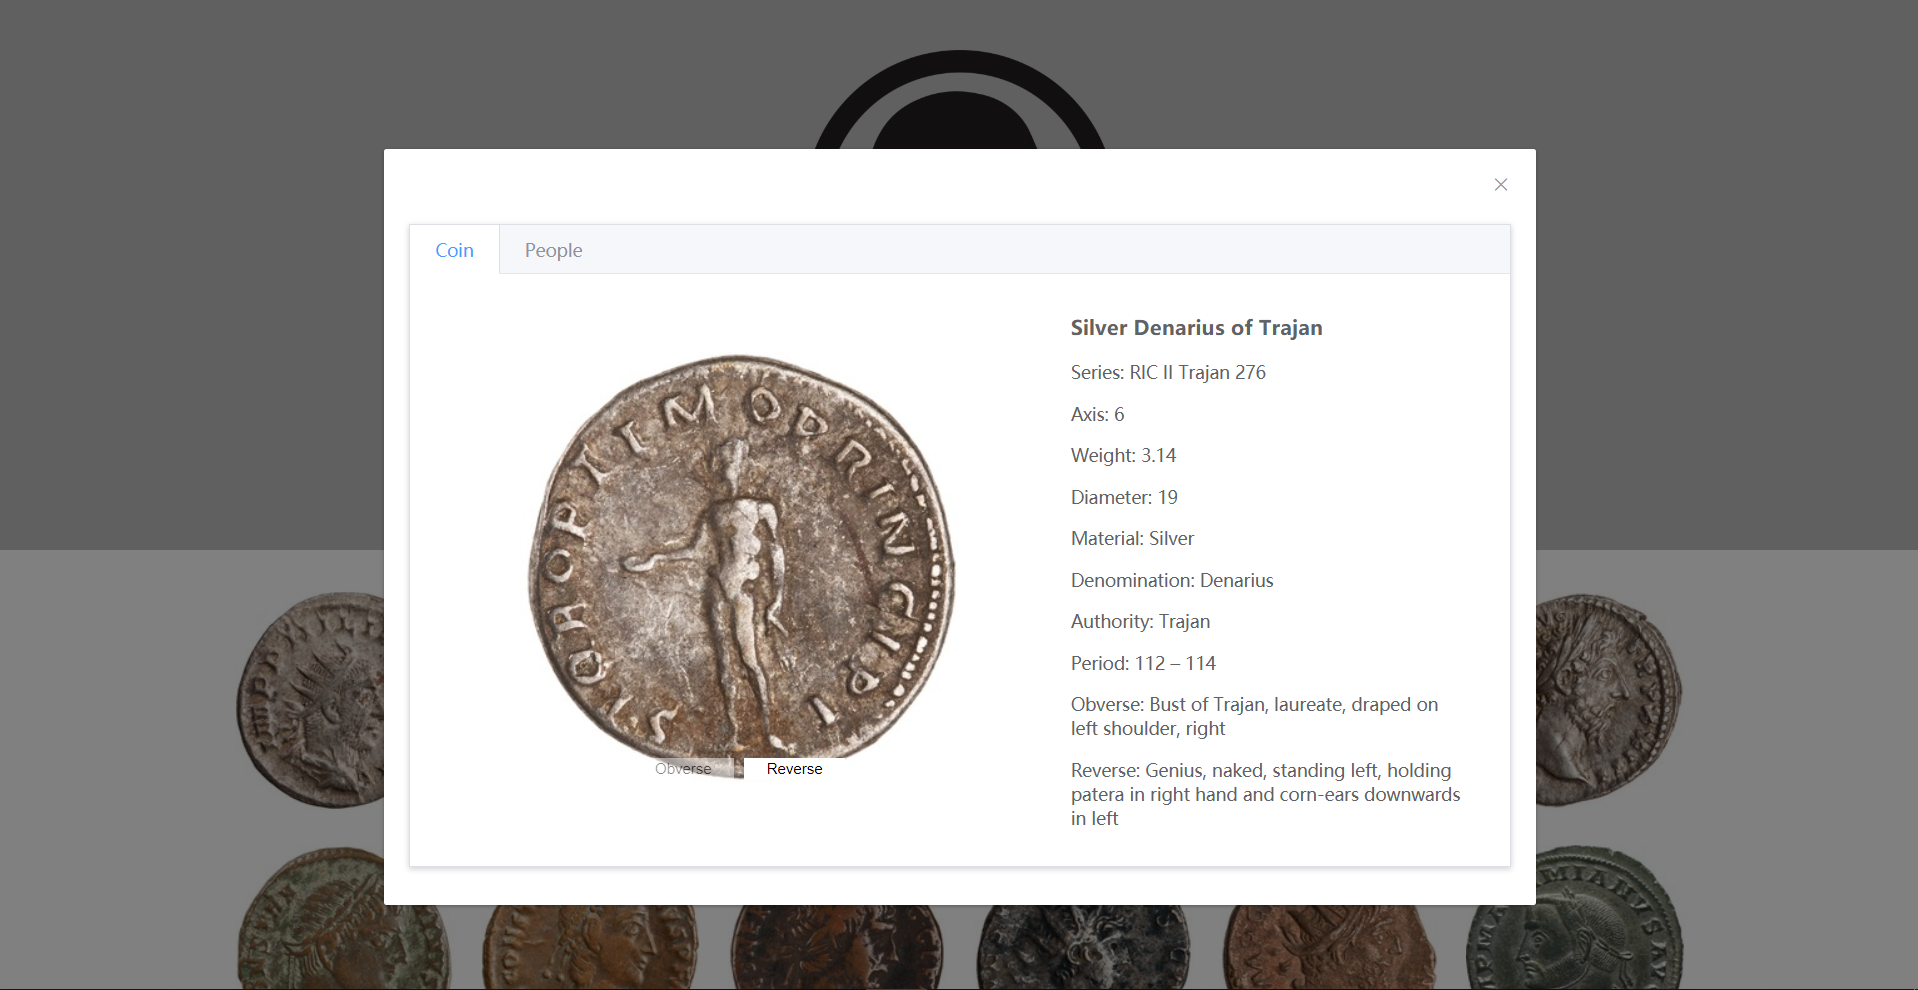 Coin
People
Silver Denarius of Trajan
Series: RIC II Trajan 276
Axis: 6
Weight: 3.14
Diameter: 19
Material: Silver
Denomination: Denarius
Authority: Trajan
Period: 112 – 114
Obverse: Bust of Trajan, laureate, draped on
left shoulder, right
Reverse: Genius, naked, standing left, holding
patera in right hand and corn-ears downwards
in left
SPQR OPTIMO PRINCIPI
Obverse
Reverse